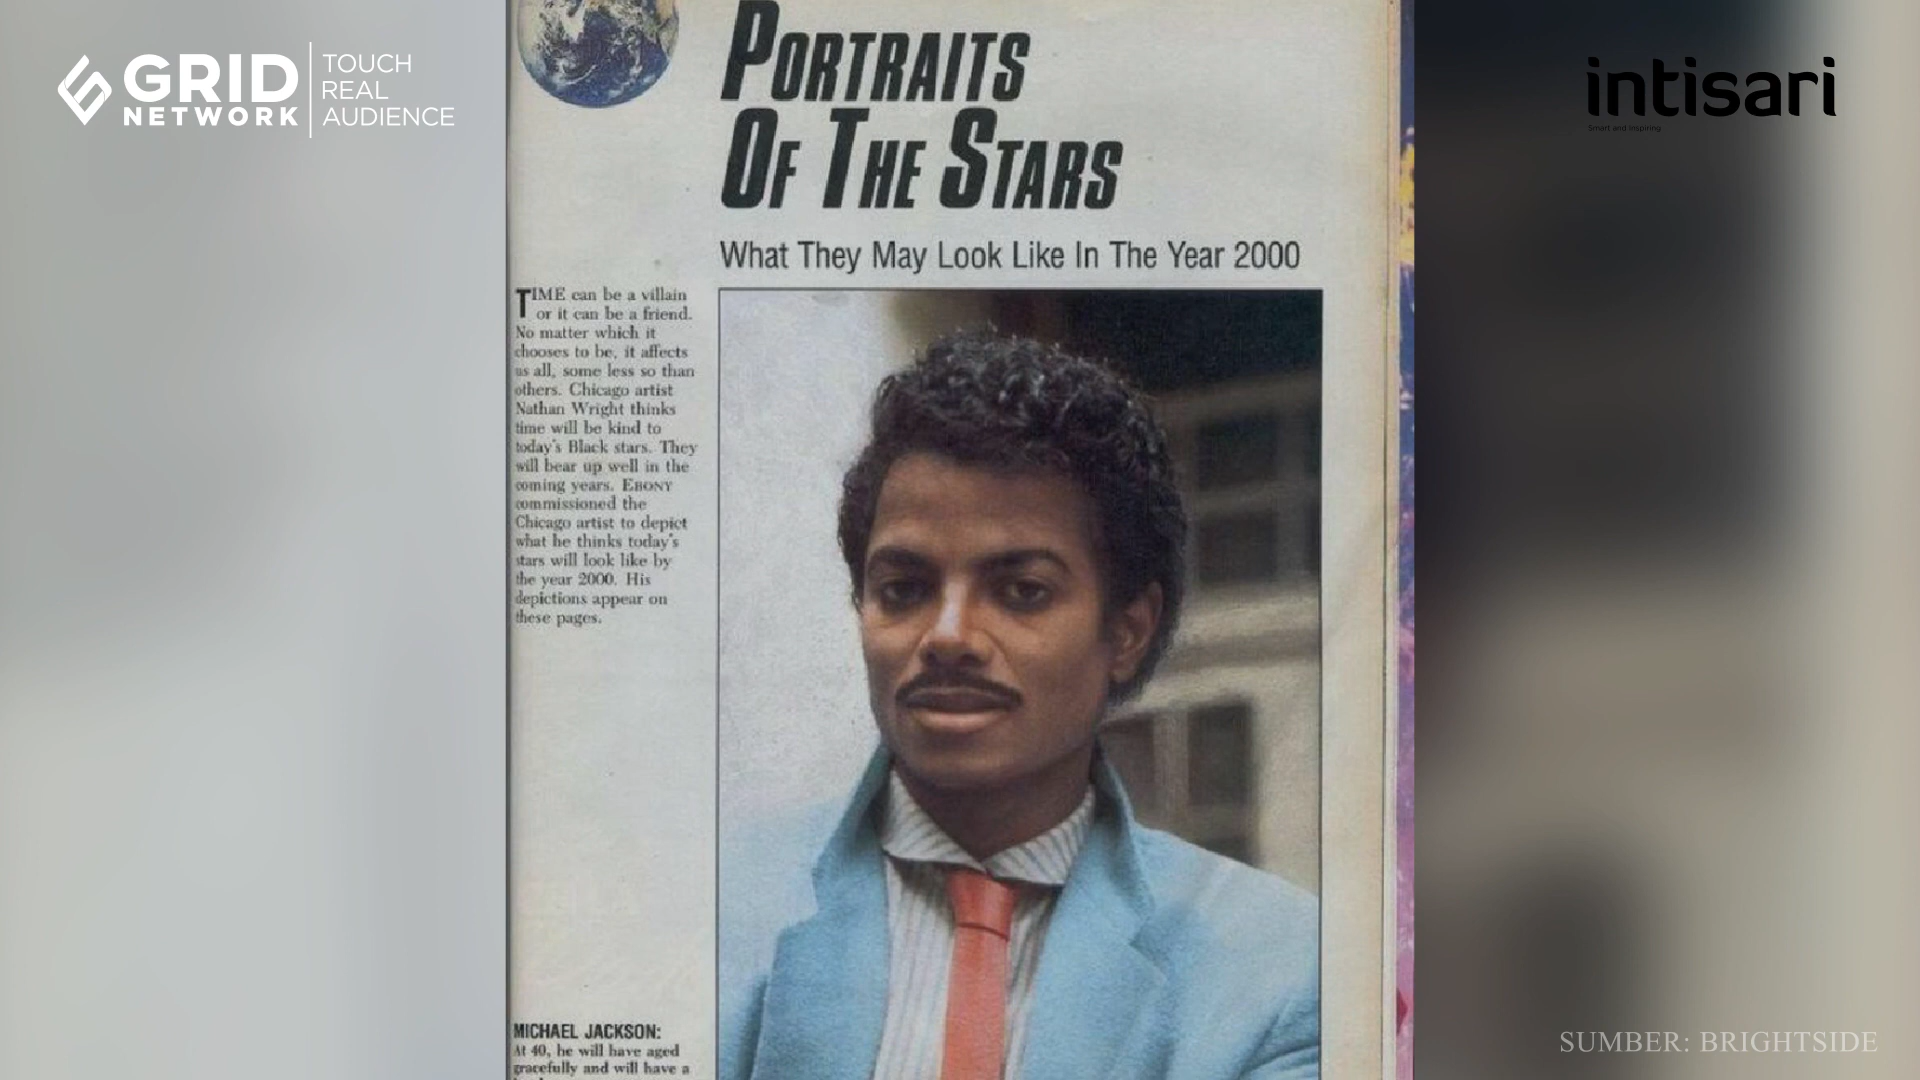 GRID
NETWORK
TOUCH
REAL
AUDIENCE
intisari
Smart and Inspiring
PORTRAITS
OF THE STARS
What They May Look Like In The Year 2000
TIME can be a villain
or it can be a friend.
No matter which it
chooses to be, it affects
us all, some less so than
others. Chicago artist
Nathan Wright thinks
time will be kind to
today's Black stars. They
will bear up well in the
coming years. EBONY
commissioned the
Chicago artist to depict
what he thinks today's
stars will look like by
the year 2000. His
depictions appear on
these pages.
MICHAEL JACKSON:
At 40, he will have aged
gracefully and will have a
SUMBER: BRIGHTSIDE